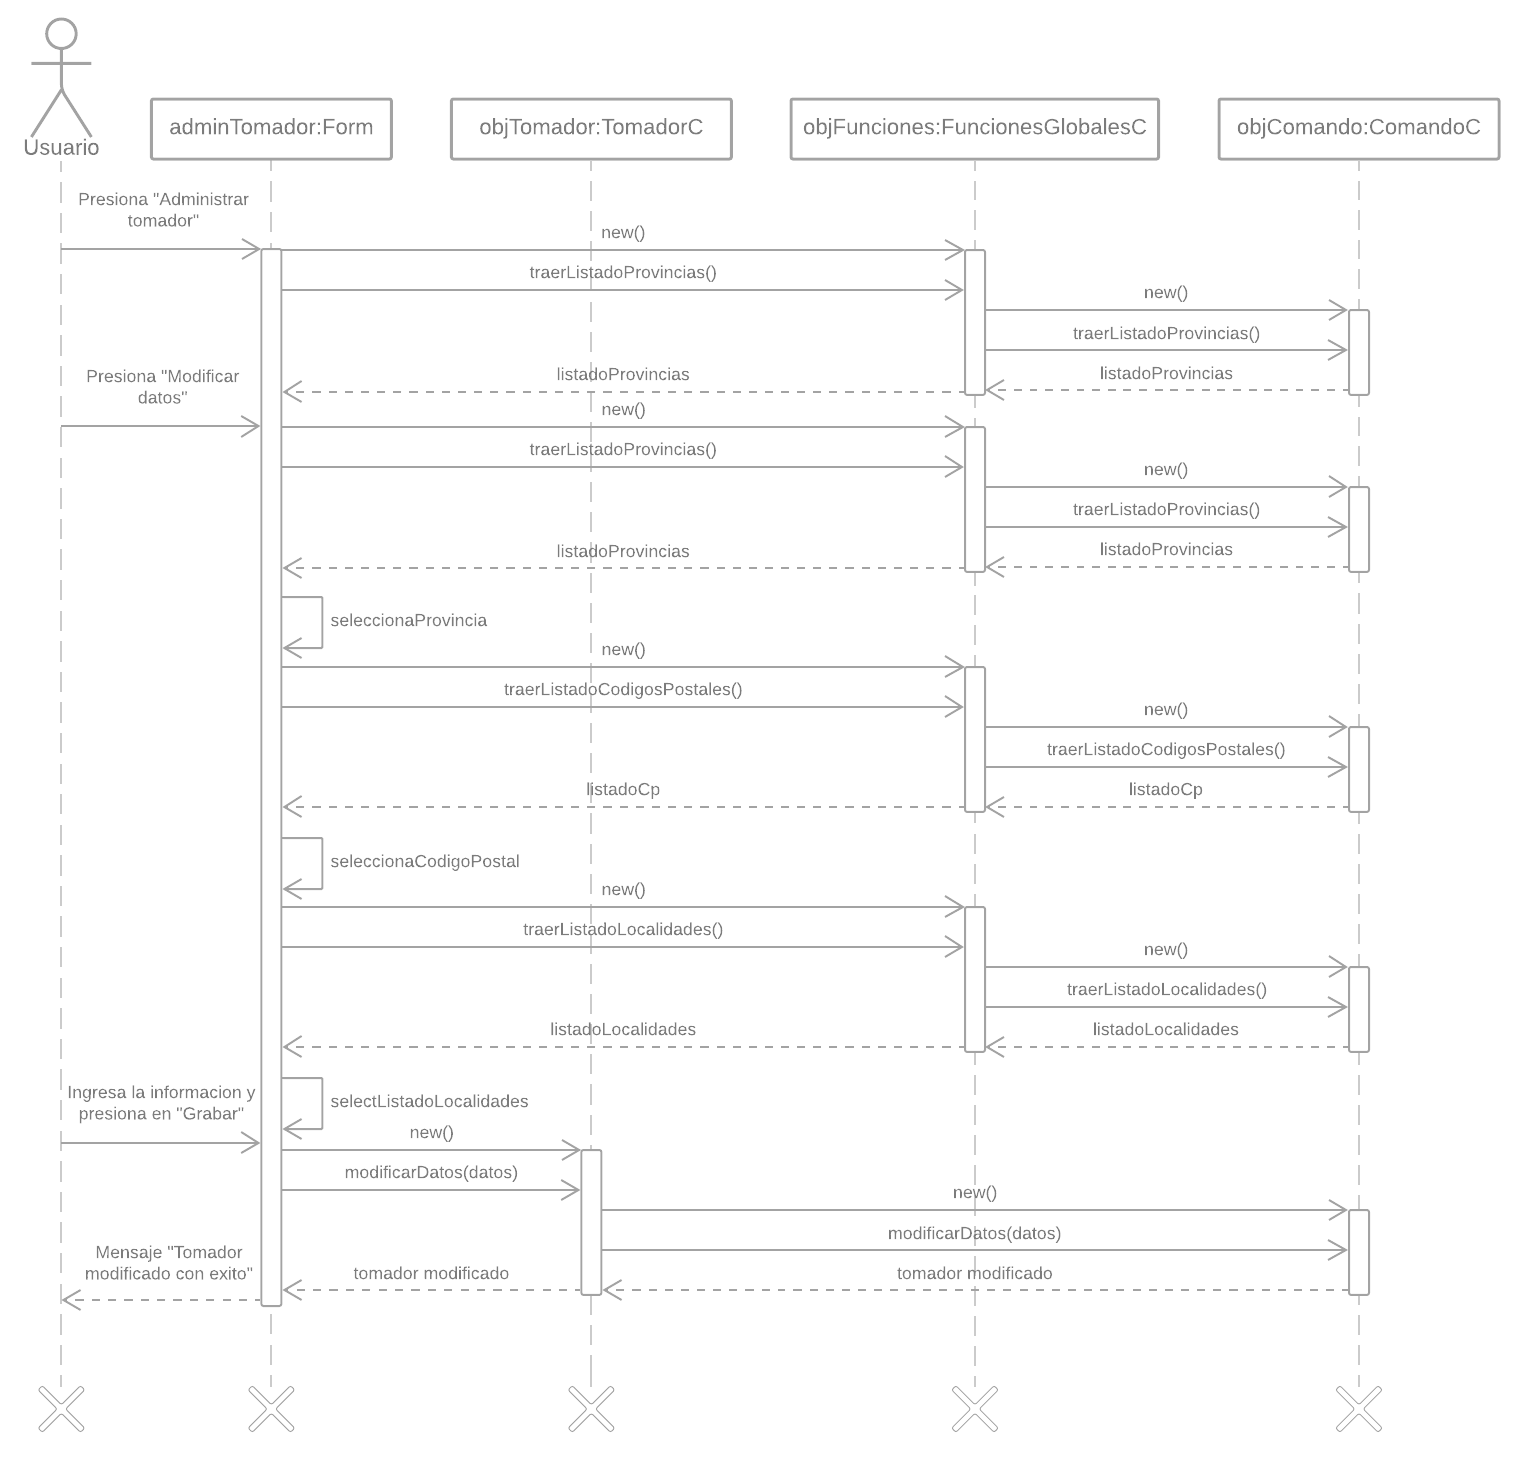 Usuario
adminTomador:Form
objTomador:TomadorC
objFunciones:FuncionesGlobalesC
objComando:ComandoC
Presiona "Administrar
tomador"
new()
traerListadoProvincias()
new()
traerListadoProvincias()
listadoProvincias
listadoProvincias
Presiona "Modificar
datos"
new()
traerListadoProvincias()
new()
traerListadoProvincias()
listadoProvincias
listadoProvincias
seleccionaProvincia
new()
traerListadoCodigosPostales()
new()
traerListadoCodigosPostales()
listadoCp
listadoCp
seleccionaCodigoPostal
new()
traerListadoLocalidades()
new()
traerListadoLocalidades()
listadoLocalidades
listadoLocalidades
Ingresa la informacion y
presiona en "Grabar"
selectListadoLocalidades
new()
modificarDatos(datos)
new()
modificarDatos(datos)
Mensaje "Tomador
modificado con exito"
tomador modificado
tomador modificado